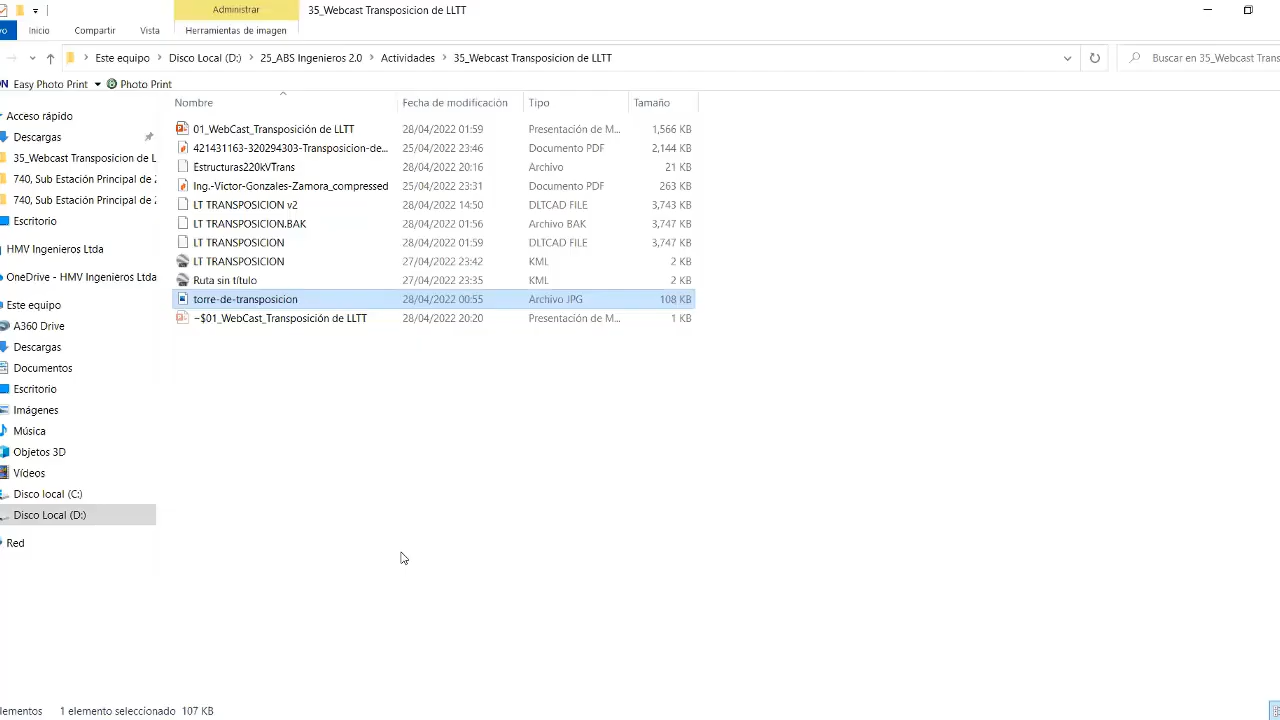 Administrar 35_Webcast Transposicion de LLTT
vo Inicio Compartir Vista Herramientas de imagen
Este equipo Disco Local (D:) 25_ABS Ingenieros 2.0 Actividades 35_Webcast Transposicion de LLTT Buscar en 35_Webcast Trans
N Easy Photo Print Photo Print
Nombre Fecha de modificación Tipo Tamaño
01_WebCast_Transposición de LLTT 28/04/2022 01:59 Presentación de M... 1,566 KB
421431163-320294303-Transposicion-de... 25/04/2022 23:46 Documento PDF 2,144 KB
Estructuras220kVTrans 28/04/2022 20:16 Archivo 21 KB
Ing.-Victor-Gonzales-Zamora_compressed 25/04/2022 23:31 Documento PDF 263 KB
LT TRANSPOSICION v2 28/04/2022 14:50 DLTCAD FILE 3,743 KB
LT TRANSPOSICION.BAK 28/04/2022 01:56 Archivo BAK 3,747 KB
LT TRANSPOSICION 28/04/2022 01:59 DLTCAD FILE 3,747 KB
LT TRANSPOSICION 27/04/2022 23:42 KML 2 KB
Ruta sin título 27/04/2022 23:35 KML 2 KB
torre-de-transposicion 28/04/2022 00:55 Archivo JPG 108 KB
~$01_WebCast_Transposición de LLTT 28/04/2022 20:20 Presentación de M... 1 KB
Acceso rápido
Descargas
35_Webcast Transposicion de L
740, Sub Estación Principal de 2
740, Sub Estación Principal de 2
Escritorio
HMV Ingenieros Ltda
OneDrive - HMV Ingenieros Ltda
Este equipo
A360 Drive
Descargas
Documentos
Escritorio
Imágenes
Música
Objetos 3D
Vídeos
Disco local (C:)
Disco Local (D:)
Red
lementos 1 elemento seleccionado 107 KB